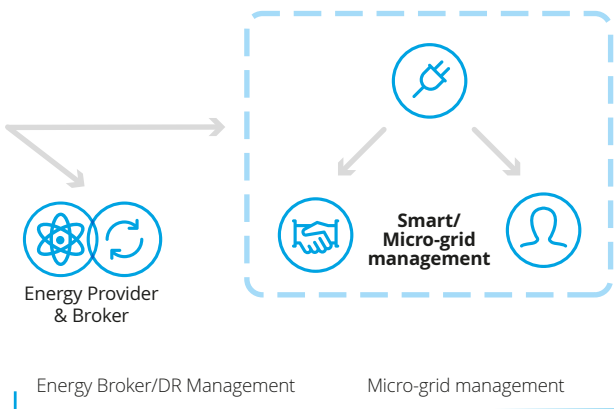 Smart/
Micro-grid
management
Energy Provider
& Broker
Energy Broker/DR Management
Micro-grid management